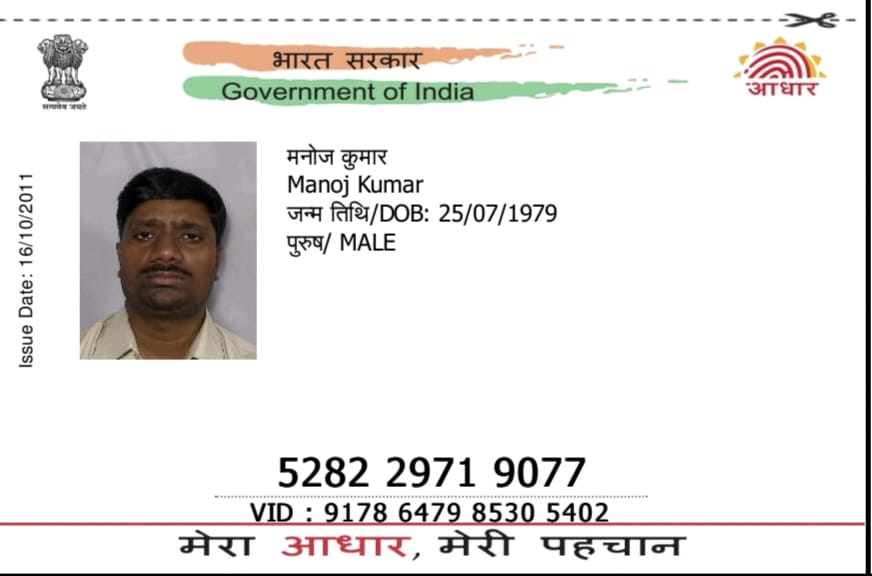 सत्यमेव जयते
भारत सरकार
Government of India
आधार
Issue Date: 16/10/2011
मनोज कुमार
Manoj Kumar
जन्म तिथि/DOB: 25/07/1979
पुरुष/ MALE
5282 2971 9077
VID : 9178 6479 8530 5402
मेरा आधार, मेरी पहचान